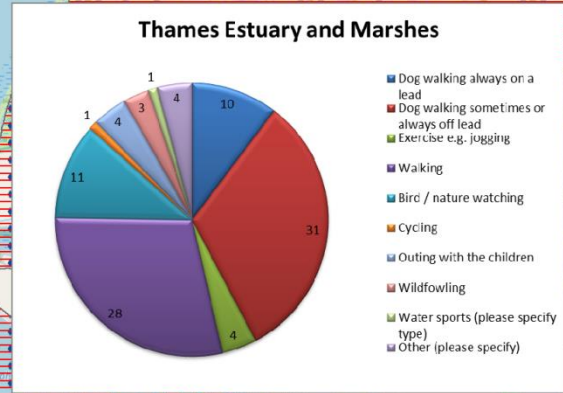 Thames Estuary and Marshes
1
4
10
3
4
1
11
31
28
4
Dog walking always on a
lead
Dog walking sometimes or
always off lead
Exercise e.g. jogging
Walking
Bird / nature watching
Cycling
Outing with the children
Wildfowling
Water sports (please specify
type)
Other (please specify)